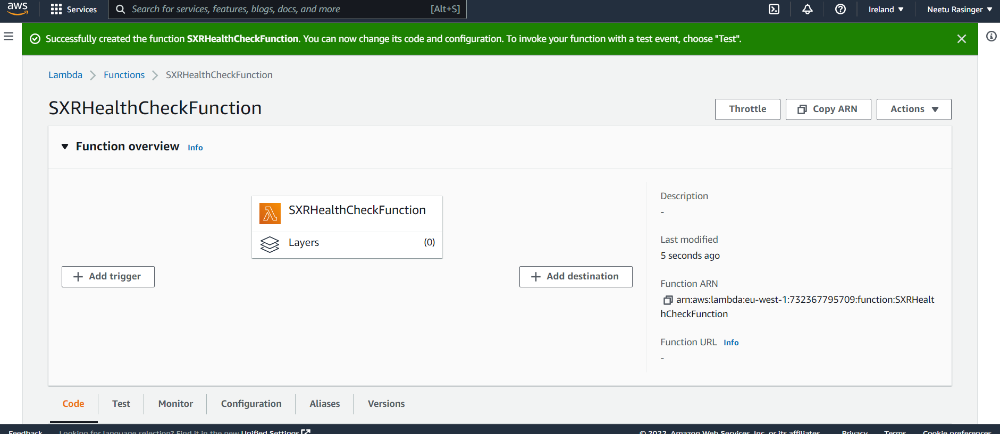 aws
Services
Search for services, features, blogs, docs, and more
[Alt+S]
Ireland ▼
Neetu Rasinger ▼
Successfully created the function SXRHealthCheckFunction. You can now change its code and configuration. To invoke your function with a test event, choose "Test".
Lambda > Functions > SXRHealthCheckFunction
SXRHealthCheckFunction
Throttle
Copy ARN
Actions ▼
▼ Function overview Info
SXRHealthCheckFunction
Layers (0)
+ Add trigger
+ Add destination
Description
-
Last modified
5 seconds ago
Function ARN
arn:aws:lambda:eu-west-1:732367795709:function:SXRHealt
hCheckFunction
Function URL Info
-
Code Test Monitor Configuration Aliases Versions
Feedback Looking for language selection? Find it in the new Unified Settings © 2022, Amazon Web Services, Inc. or its affiliates. Privacy Terms Cookie preferences